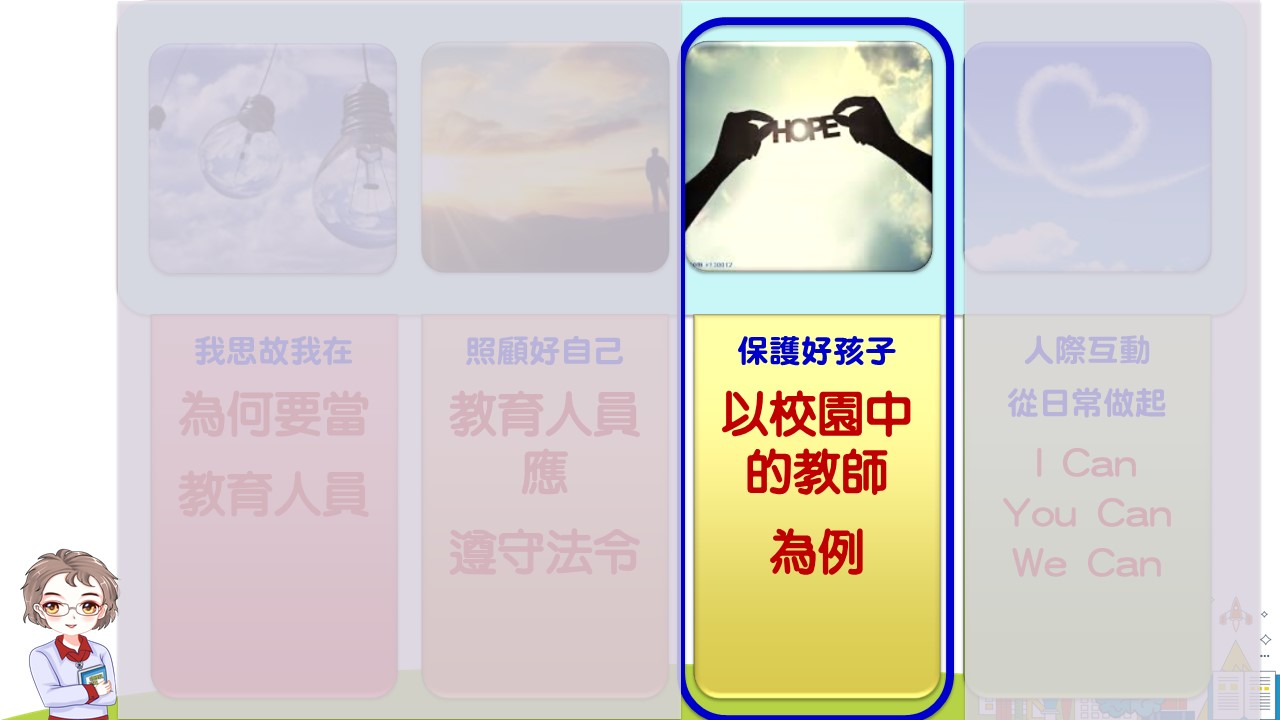 HOPE
我思故我在
為何要當
教育人員
照顧好自己
教育人員
應
遵守法令
保護好孩子
以校園中
的教師
為例
人際互動
從日常做起
I Can
You Can
We Can